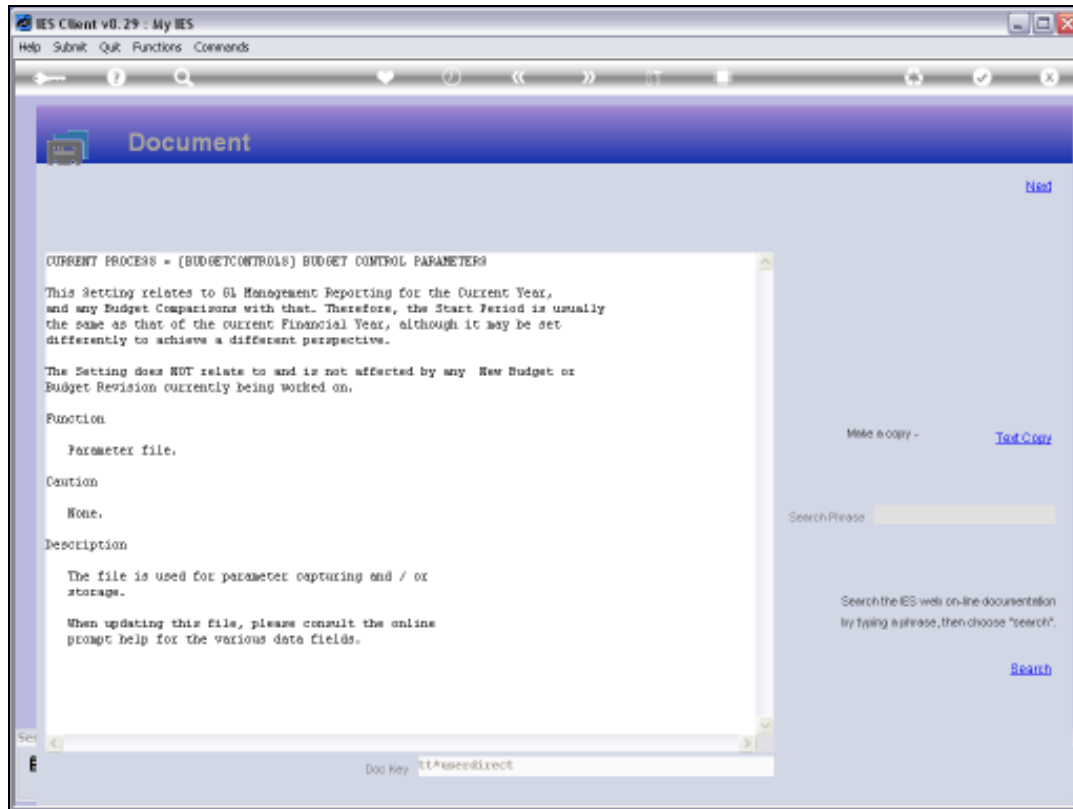 IES Client v8.29 : My IES
Help Submit Quit Functions Commands
Document
Next
CURRENT PROCESS = [BUDGETCONTROLS] BUDGET CONTROL PARAMETERS
This Setting relates to GL Management Reporting for the Current Year,
and any Budget Comparisons with that. Therefore, the Start Period is usually
the same as that of the current Financial Year, although it may be set
differently to achieve a different perspective.
The Setting does NOT relate to and is not affected by any New Budget or
Budget Revision currently being worked on.
Function
Parameter file.
Caution
None.
Description
The file is used for parameter capturing and / or
storage.
When updating this file, please consult the online
prompt help for the various data fields.
Make a copy -
Text Copy
Search Phrase
Search the IES web on-line documentation
by typing a phrase, then choose "search".
Search
Doc Key tt*userdirect